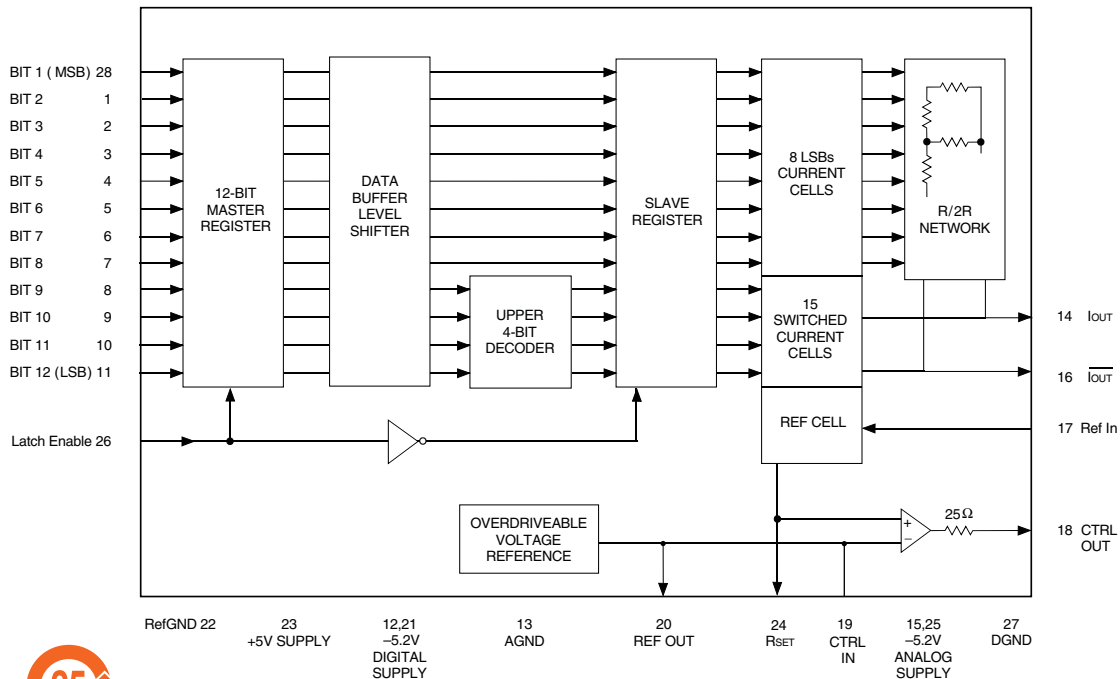 BIT 1 ( MSB) 28
BIT 2 1
BIT 3 2
BIT 4 3
BIT 5 4
BIT 6 5
BIT 7 6
BIT 8 7
BIT 9 8
BIT 10 9
BIT 11 10
BIT 12 (LSB) 11
Latch Enable 26
12-BIT
MASTER
REGISTER
DATA
BUFFER
LEVEL
SHIFTER
UPPER
4-BIT
DECODER
SLAVE
REGISTER
8 LSBs
CURRENT
CELLS
R/2R
NETWORK
15
SWITCHED
CURRENT
CELLS
REF CELL
14 IOUT
16 IOUT
17 Ref In
OVERDRIVEABLE
VOLTAGE
REFERENCE
+
–
25Ω
18 CTRL
OUT
RefGND 22
23
+5V SUPPLY
12,21
–5.2V
DIGITAL
SUPPLY
13
AGND
20
REF OUT
24
RSET
19
CTRL
IN
15,25
–5.2V
ANALOG
SUPPLY
27
DGND